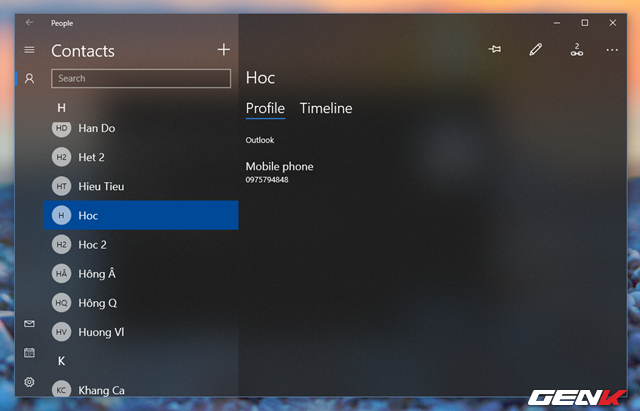 People
Contacts
Search
H
HD Han Do
H2 Het 2
HT Hieu Tieu
H Hoc
H2 Hoc 2
HÂ Hông Â
HQ Hông Q
HV Huong Vl
K
KC Khang Ca
2
Hoc
Profile Timeline
Outlook
Mobile phone
0975794848
GENK